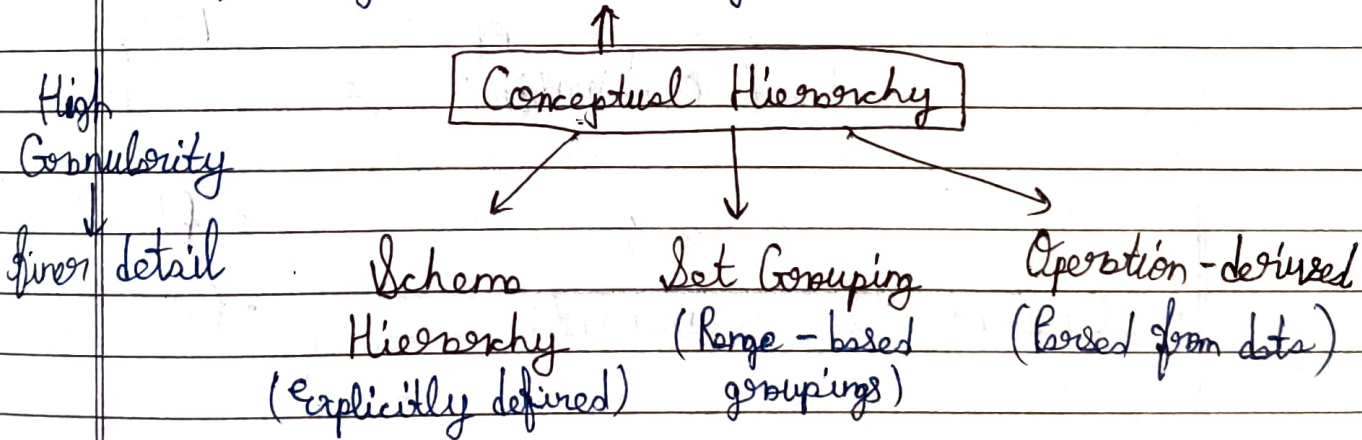 Conceptual Hierarchy
High
Granularity
finer detail
Schema
Hierarchy
(Explicitly defined)
Set Grouping
(Range-based
groupings)
Operation-derived
(Parsed from data)